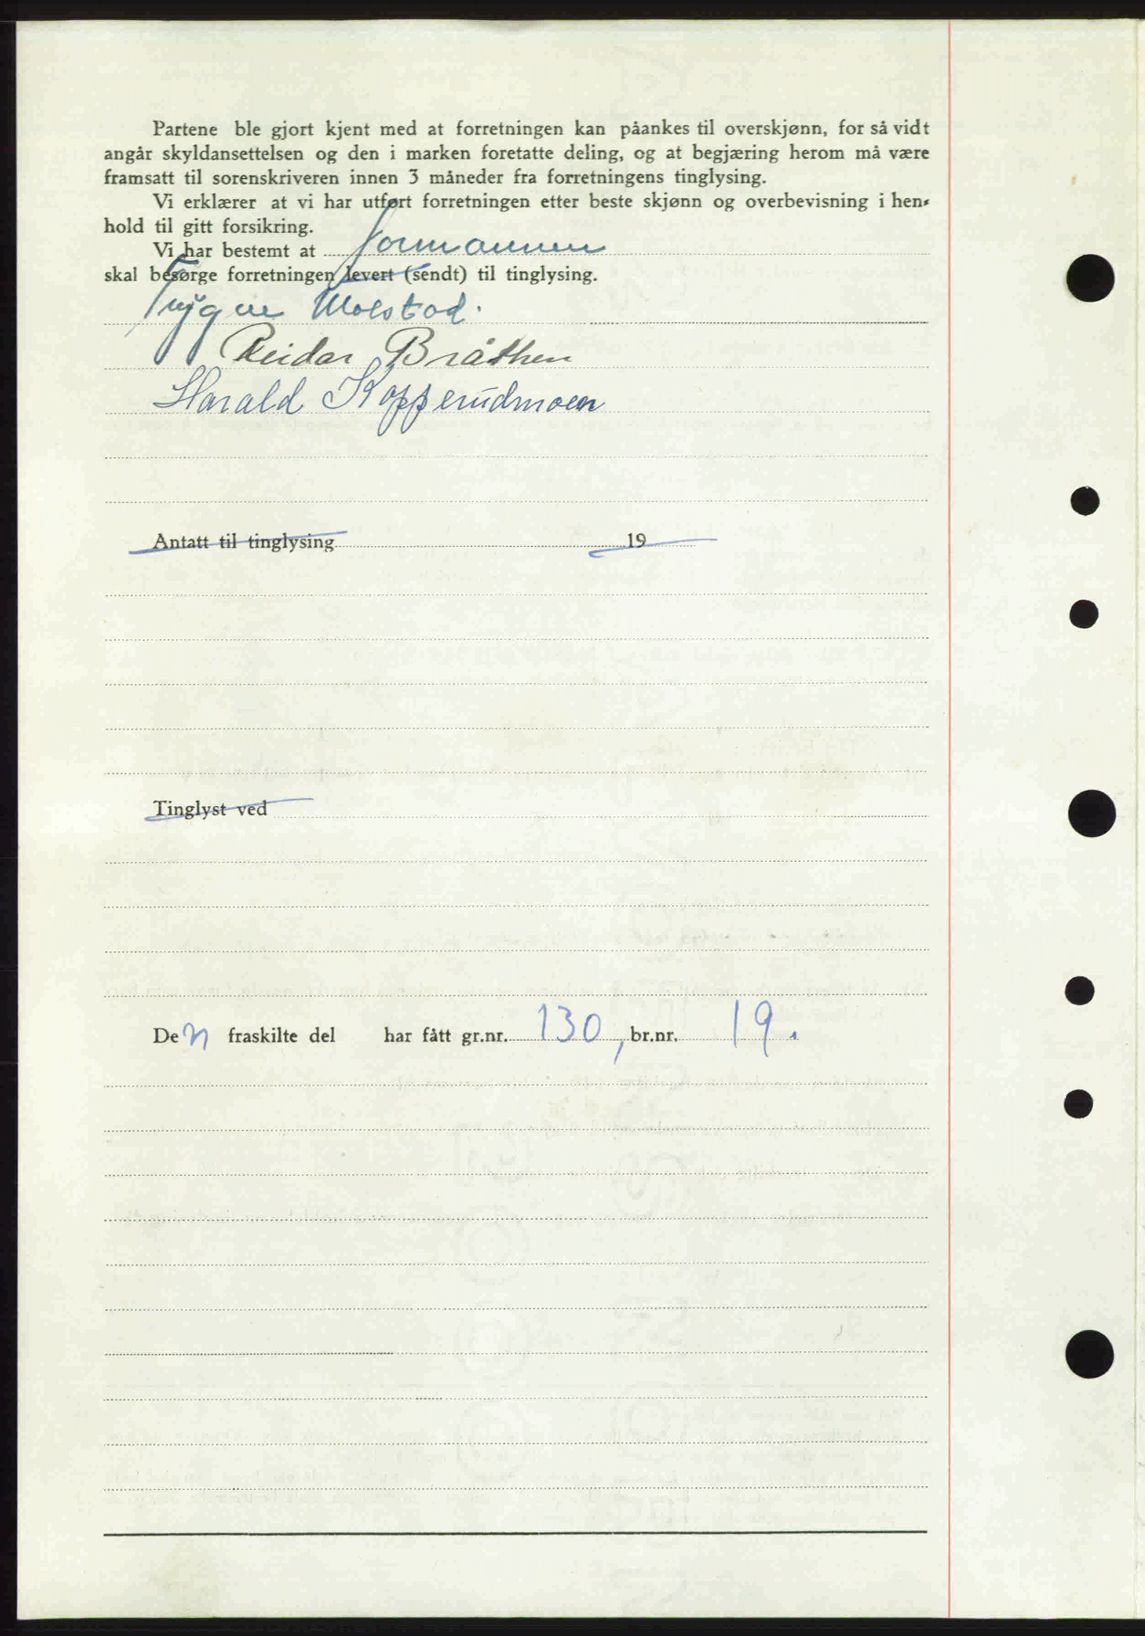 Partene ble gjort kjent med at forretningen kan påankes til overskjønn, for så vidt
angår skyldansettelsen og den i marken foretatte deling, og at begjæring herom må være
framsatt til sorenskriveren innen 3 måneder fra forretningens tinglysing.
Vi erklærer at vi har utført forretningen etter beste skjønn og overbevisning i hen-
hold til gitt forsikring.
Vi har bestemt at formannen
skal besørge forretningen levert (sendt) til tinglysing.
Trygve Molstad.
Reidar Bråthen
Harald Kopperudmoen
Antatt til tinglysing 19
Tinglyst ved
Den fraskilte del har fått gr.nr. 130, br.nr. 19.